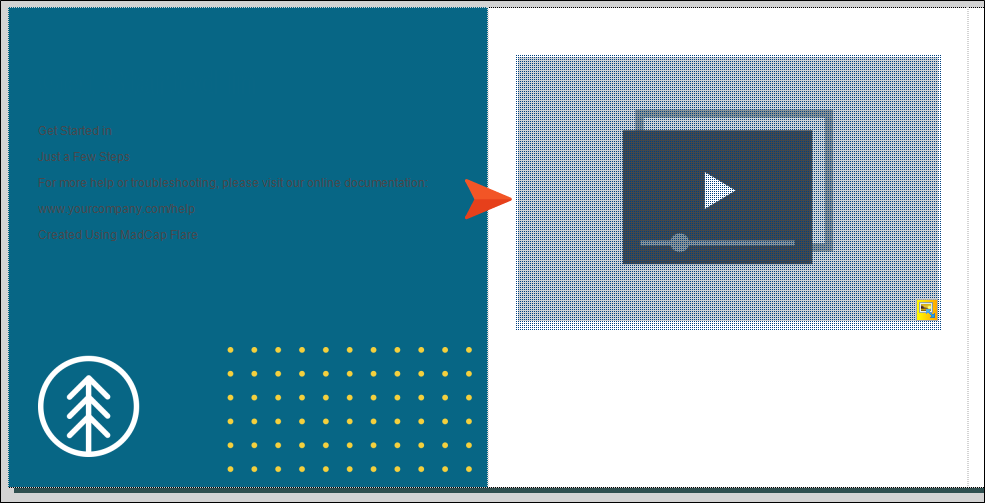 Get Started in
Just a Few Steps
For more help or troubleshooting, please visit our online documentation:
www.yourcompany.com/help
Created Using MadCap Flare